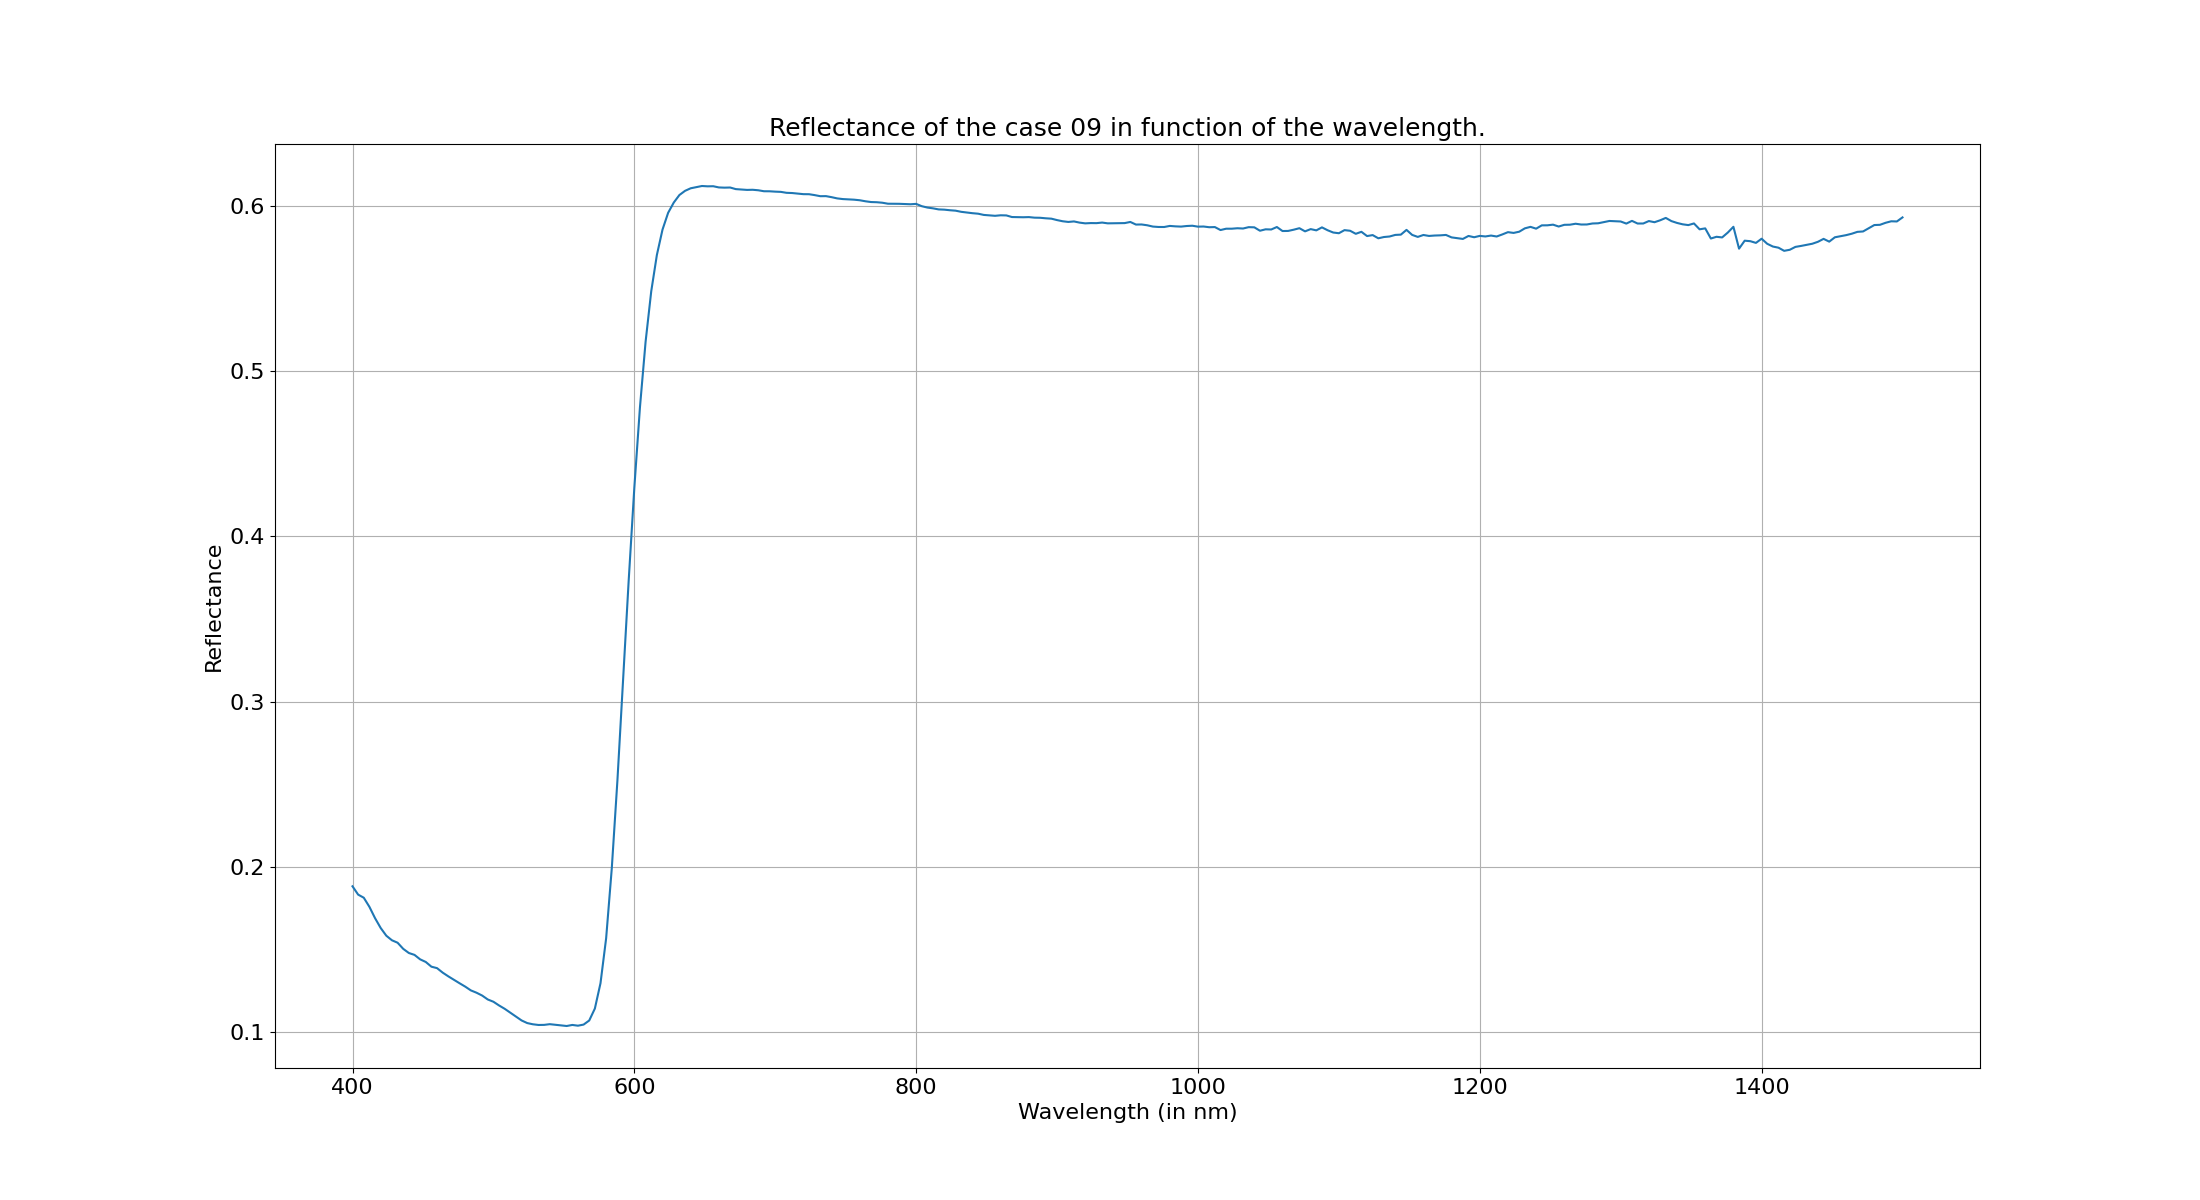 Reflectance of the case 09 in function of the wavelength.
0.6
0.5
0.4
0.3
0.2
0.1
Reflectance
400 600 800 1000 1200 1400
Wavelength (in nm)